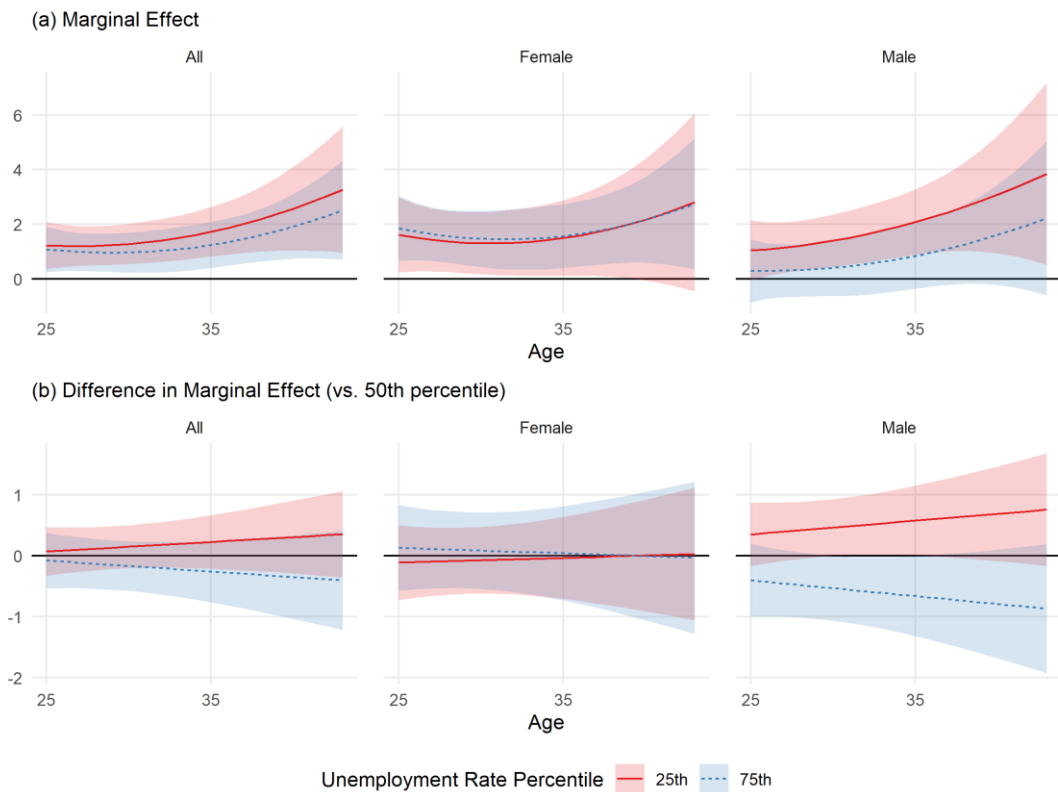 (a) Marginal Effect
All
Female
Male
6
4
2
0
25
35
25
35
25
35
Age
(b) Difference in Marginal Effect (vs. 50th percentile)
All
Female
Male
1
0
-1
-2
25
35
25
35
25
35
Age
Unemployment Rate Percentile 25th 75th